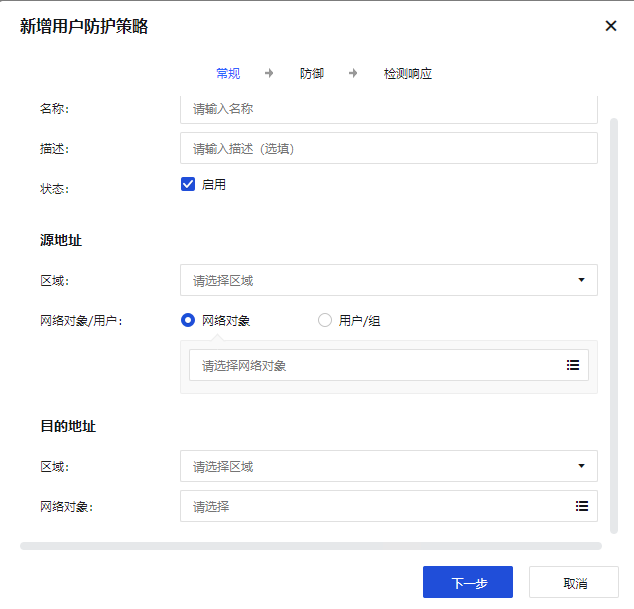 新增用户防护策略
常规 防御 检测响应
名称: 请输入名称
描述: 请输入描述（选填）
状态: 启用
源地址
区域: 请选择区域
网络对象/用户: 网络对象 用户/组
请选择网络对象
目的地址
区域: 请选择区域
网络对象: 请选择
下一步 取消